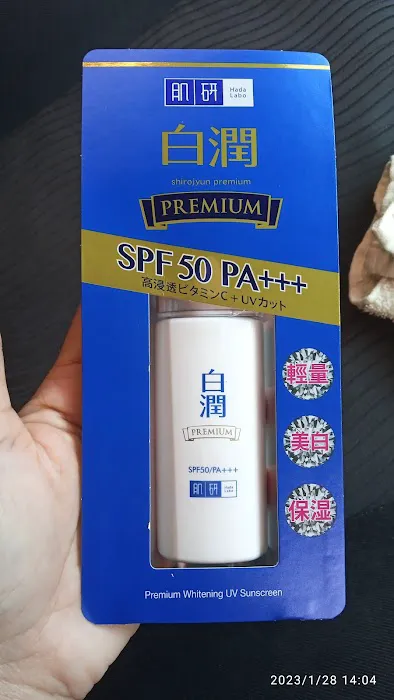 肌研 Hada
Labo
白潤
shirojyun premium
PREMIUM
SPF 50 PA+++
高浸透ビタミンC+UVカット
輕量
美白
保湿
白
潤
PREMIUM
SPF50/PA+++
肌研 Hada
Labo
Premium Whitening UV Sunscreen
2023/1/28 14:04